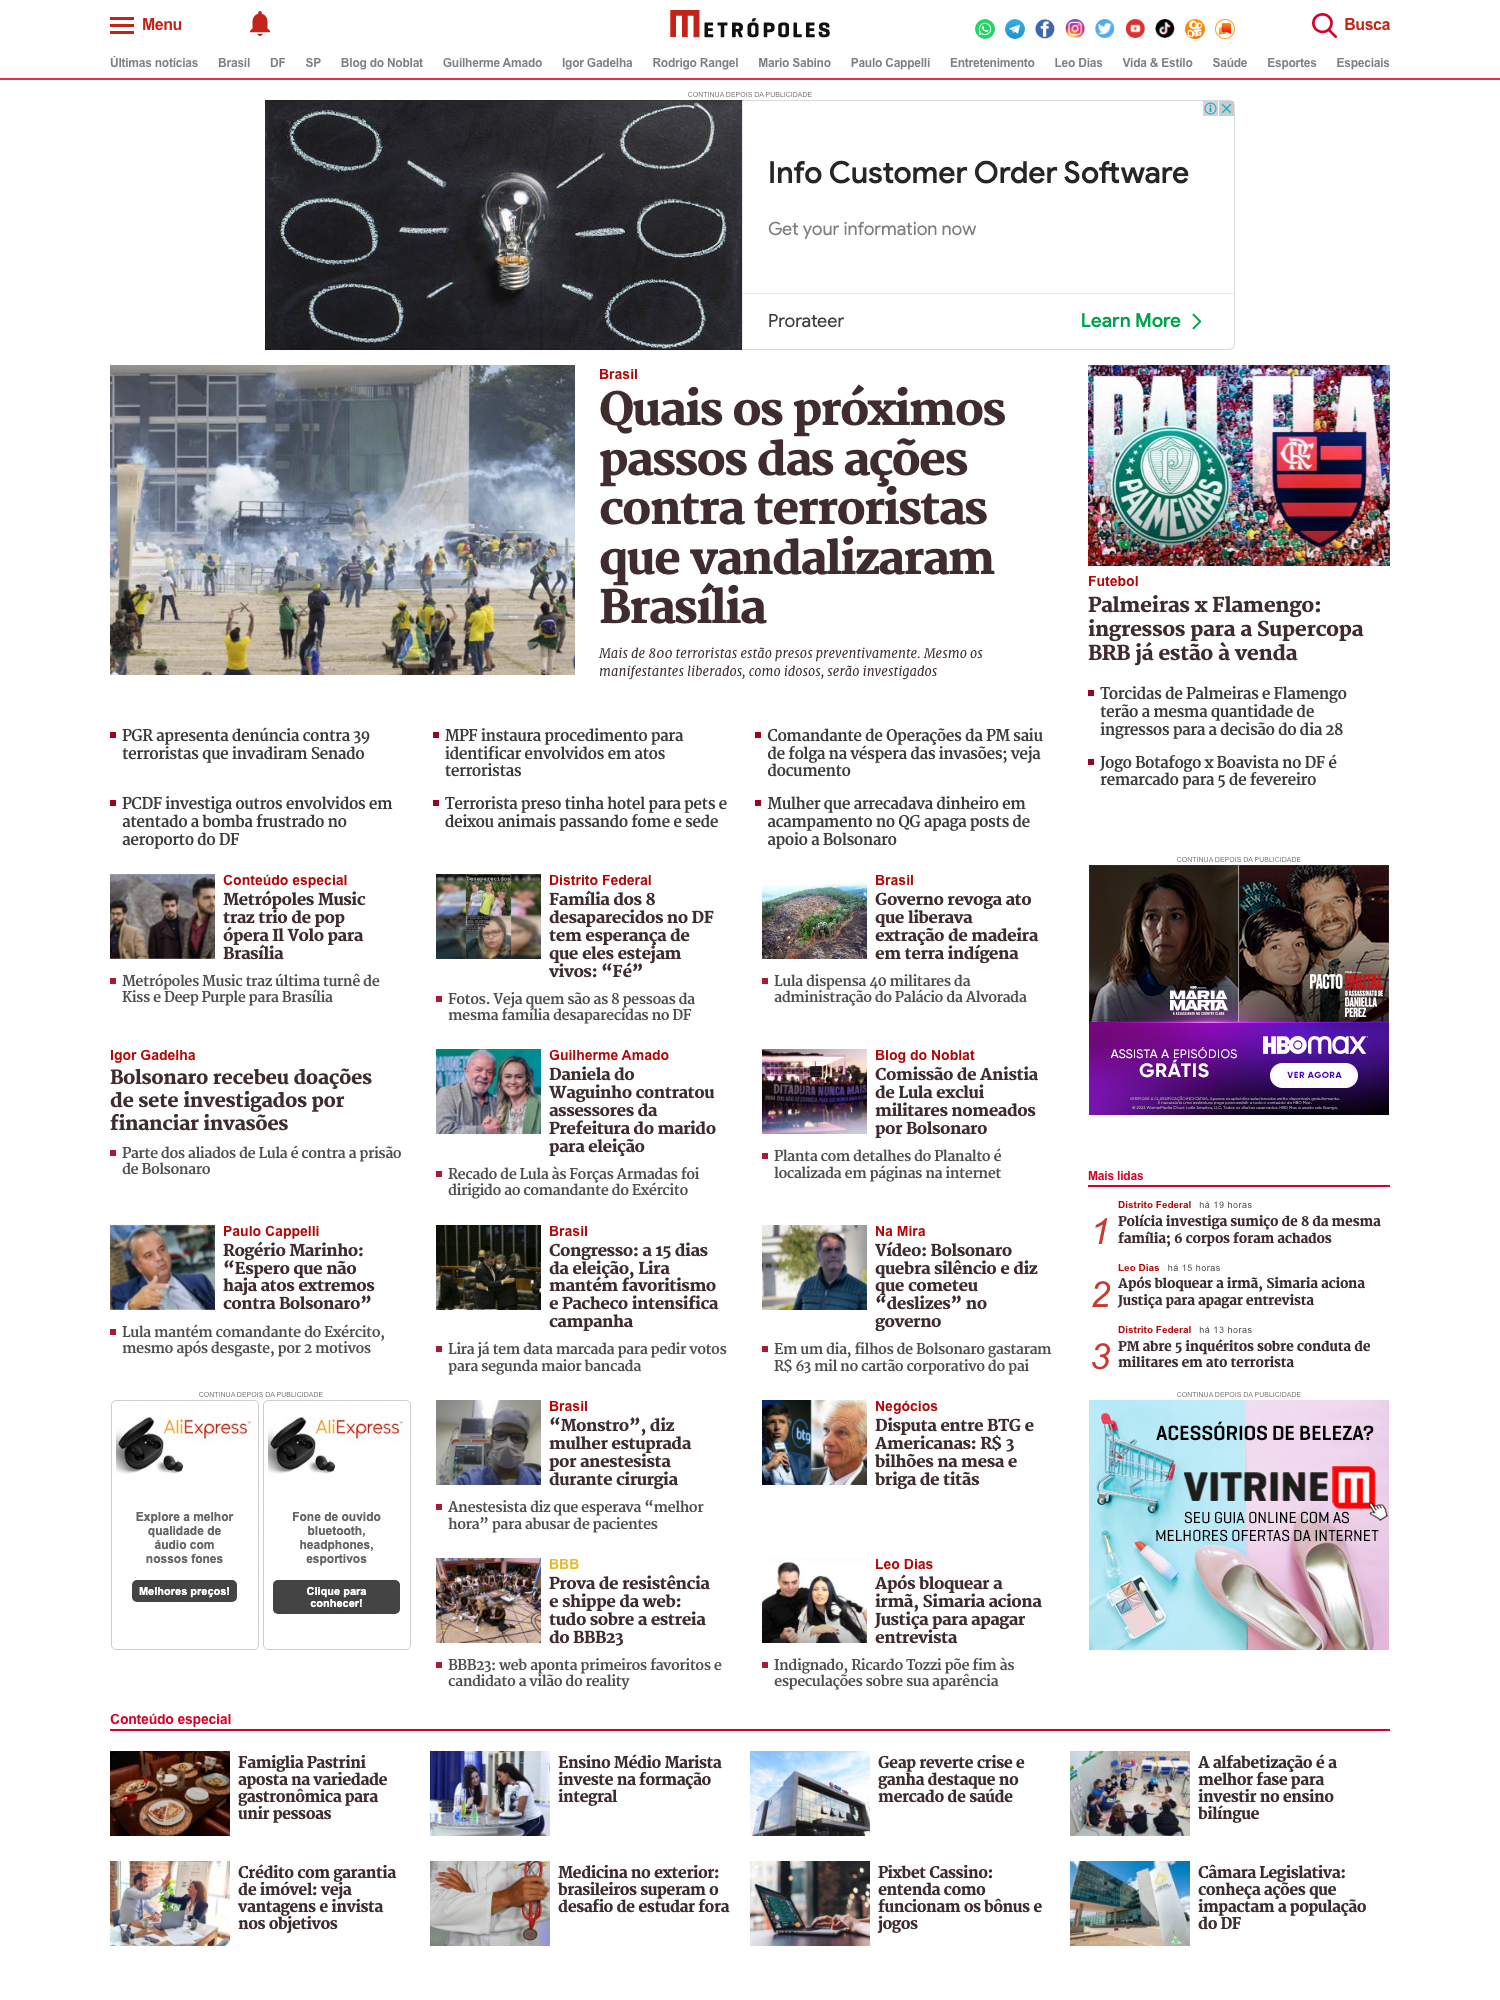 Menu
METRÓPOLES
Busca
Últimas notícias Brasil DF SP Blog do Noblat Guilherme Amado Igor Gadelha Rodrigo Rangel Mario Sabino Paulo Cappelli Entretenimento Leo Dias Vida & Estilo Saúde Esportes Especiais
CONTINUA DEPOIS DA PUBLICIDADE
Info Customer Order Software
Get your information now
Prorateer
Learn More
Brasil
Quais os próximos
passos das ações
contra terroristas
que vandalizaram
Brasília
Mais de 800 terroristas estão presos preventivamente. Mesmo os
manifestantes liberados, como idosos, serão investigados
PALMEIRAS
Futebol
Palmeiras x Flamengo:
ingressos para a Supercopa
BRB já estão à venda
Torcidas de Palmeiras e Flamengo
terão a mesma quantidade de
ingressos para a decisão do dia 28
Jogo Botafogo x Boavista no DF é
remarcado para 5 de fevereiro
PGR apresenta denúncia contra 39
terroristas que invadiram Senado
MPF instaura procedimento para
identificar envolvidos em atos
terroristas
Comandante de Operações da PM saiu
de folga na véspera das invasões; veja
documento
PCDF investiga outros envolvidos em
atentado a bomba frustrado no
aeroporto do DF
Terrorista preso tinha hotel para pets e
deixou animais passando fome e sede
Mulher que arrecadava dinheiro em
acampamento no QG apaga posts de
apoio a Bolsonaro
Conteúdo especial
Metrópoles Music
traz trio de pop
ópera Il Volo para
Brasília
Metrópoles Music traz última turnê de
Kiss e Deep Purple para Brasília
Desaparecidos
Distrito Federal
Família dos 8
desaparecidos no DF
tem esperança de
que eles estejam
vivos: “Fé”
Fotos. Veja quem são as 8 pessoas da
mesma família desaparecidas no DF
Brasil
Governo revoga ato
que liberava
extração de madeira
em terra indígena
Lula dispensa 40 militares da
administração do Palácio da Alvorada
CONTINUA DEPOIS DA PUBLICIDADE
HAPPY NEW YEAR
MARIA
MARTA
O ASSASSINATO NO COUNTRY CLUB
PACTO BRUTAL
O ASSASSINATO DE
DANIELLA
PEREZ
ASSISTA A EPISÓDIOS
GRÁTIS
HBOMAX
VER AGORA
Igor Gadelha
Bolsonaro recebeu doações
de sete investigados por
financiar invasões
Parte dos aliados de Lula é contra a prisão
de Bolsonaro
Guilherme Amado
Daniela do
Waguinho contratou
assessores da
Prefeitura do marido
para eleição
Recado de Lula às Forças Armadas foi
dirigido ao comandante do Exército
DITADURA NUNCA MAIS
Blog do Noblat
Comissão de Anistia
de Lula exclui
militares nomeados
por Bolsonaro
Planta com detalhes do Planalto é
localizada em páginas na internet
Mais lidas
Distrito Federal há 19 horas
1 Polícia investiga sumiço de 8 da mesma
família; 6 corpos foram achados
Leo Dias há 15 horas
2 Após bloquear a irmã, Simaria aciona
Justiça para apagar entrevista
Distrito Federal há 13 horas
3 PM abre 5 inquéritos sobre conduta de
militares em ato terrorista
Paulo Cappelli
Rogério Marinho:
“Espero que não
haja atos extremos
contra Bolsonaro”
Lula mantém comandante do Exército,
mesmo após desgaste, por 2 motivos
Brasil
Congresso: a 15 dias
da eleição, Lira
mantém favoritismo
e Pacheco intensifica
campanha
Lira já tem data marcada para pedir votos
para segunda maior bancada
Na Mira
Vídeo: Bolsonaro
quebra silêncio e diz
que cometeu
“deslizes” no
governo
Em um dia, filhos de Bolsonaro gastaram
R$ 63 mil no cartão corporativo do pai
CONTINUA DEPOIS DA PUBLICIDADE
AliExpress
Explore a melhor
qualidade de
áudio com
nossos fones
Melhores preços!
AliExpress
Fone de ouvido
bluetooth,
headphones,
esportivos
Clique para
conhecer!
Brasil
“Monstro”, diz
mulher estuprada
por anestesista
durante cirurgia
Anestesista diz que esperava “melhor
hora” para abusar de pacientes
btg
Negócios
Disputa entre BTG e
Americanas: R$ 3
bilhões na mesa e
briga de titãs
CONTINUA DEPOIS DA PUBLICIDADE
ACESSÓRIOS DE BELEZA?
VITRINE M
SEU GUIA ONLINE COM AS
MELHORES OFERTAS DA INTERNET
BBB
Prova de resistência
e shippe da web:
tudo sobre a estreia
do BBB23
BBB23: web aponta primeiros favoritos e
candidato a vilão do reality
Leo Dias
Após bloquear a
irmã, Simaria aciona
Justiça para apagar
entrevista
Indignado, Ricardo Tozzi põe fim às
especulações sobre sua aparência
Conteúdo especial
Famiglia Pastrini
aposta na variedade
gastronômica para
unir pessoas
Ensino Médio Marista
investe na formação
integral
Geap reverte crise e
ganha destaque no
mercado de saúde
A alfabetização é a
melhor fase para
investir no ensino
bilíngue
Crédito com garantia
de imóvel: veja
vantagens e invista
nos objetivos
Medicina no exterior:
brasileiros superam o
desafio de estudar fora
Pixbet Cassino:
entenda como
funcionam os bônus e
jogos
Câmara Legislativa:
conheça ações que
impactam a população
do DF